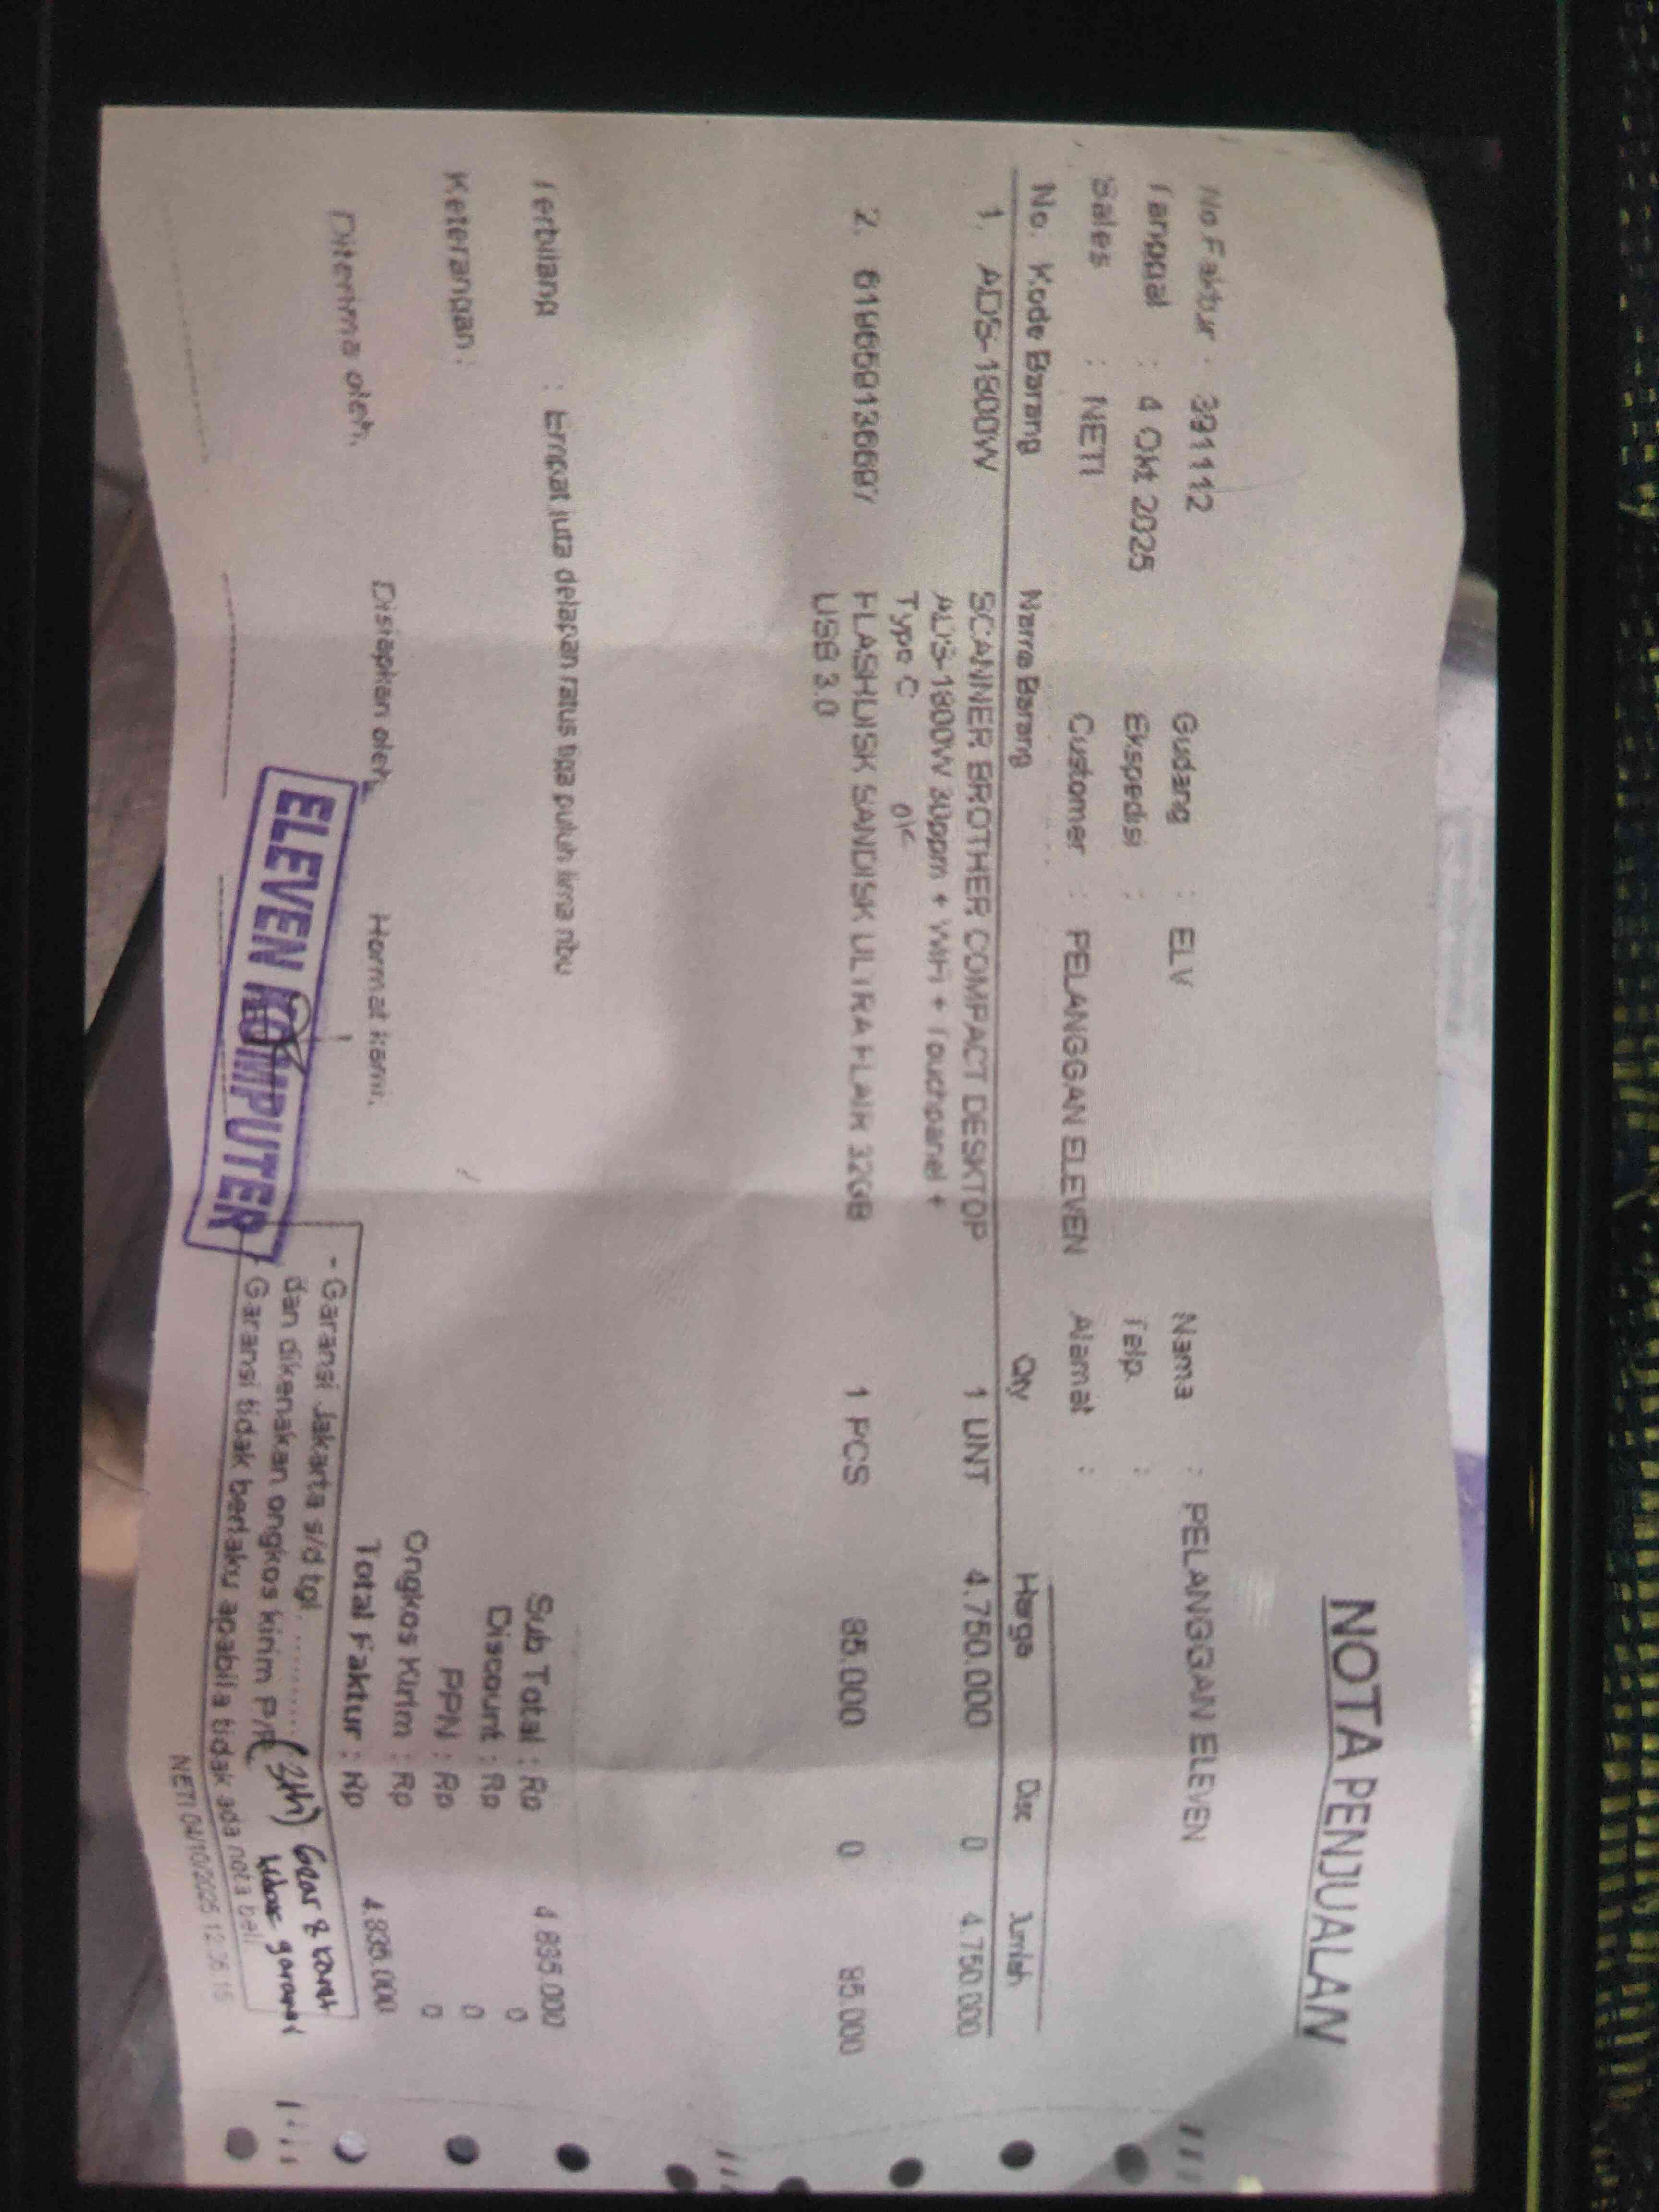 NOTA PENJUALAN
No Faktur : 391112
Gudang : ELV
Nama : PELANGGAN ELEVEN
Tanggal : 4 Okt 2025
Ekspedisi :
Telp. :
Sales : NETI
Customer : PELANGGAN ELEVEN
Alamat :
No. Kode Barang Nama Barang Qty Harga Disc Jumlah
1. ADS-1800W SCANNER BROTHER COMPACT DESKTOP 1 UNT 4.750.000 0 4.750.000
ADS-1800W 30ppm + WiFi + Touchpanel +
Type C
OK
2. FLASHDISK SANDISK ULTRA FLAIR 32GB 1 PCS 85.000 0 85.000
USB 3.0
Terbilang : Empat juta delapan ratus tiga puluh lima ribu
Sub Total : Rp 4.835.000
Discount : Rp 0
Keterangan :
PPN : Rp 0
Ongkos Kirim : Rp 0
Total Faktur : Rp 4.835.000
Diterima oleh,
Disiapkan oleh,
Hormat kami,
ELEVEN KOMPUTER
- Garansi Jakarta s/d tgl. .......... (3th)
dan dikenakan ongkos kirim P/P.
- Garansi tidak berlaku apabila tidak ada nota beli
garansi
NETI 04/10/2025